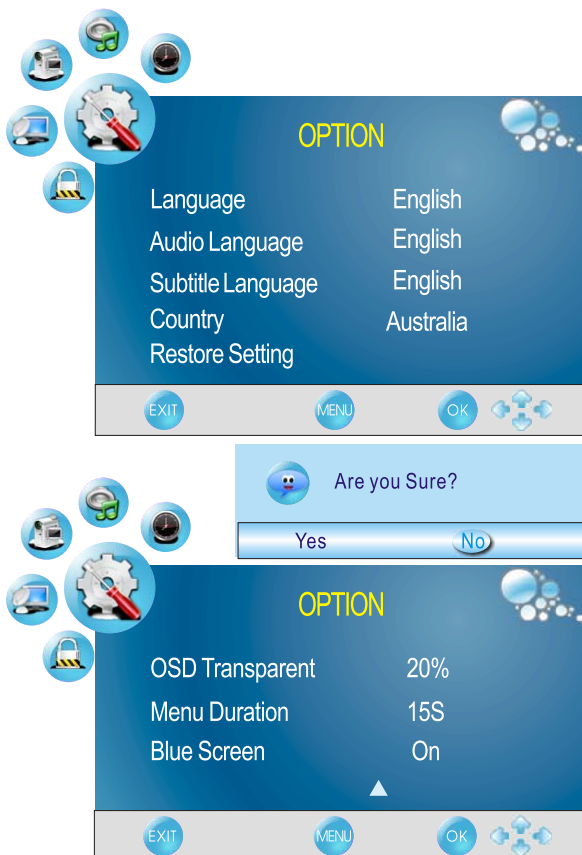 OPTION
Language English
Audio Language English
Subtitle Language English
Country Australia
Restore Setting
EXIT MENU OK
Are you Sure?
Yes No
OPTION
OSD Transparent 20%
Menu Duration 15S
Blue Screen On
EXIT MENU OK